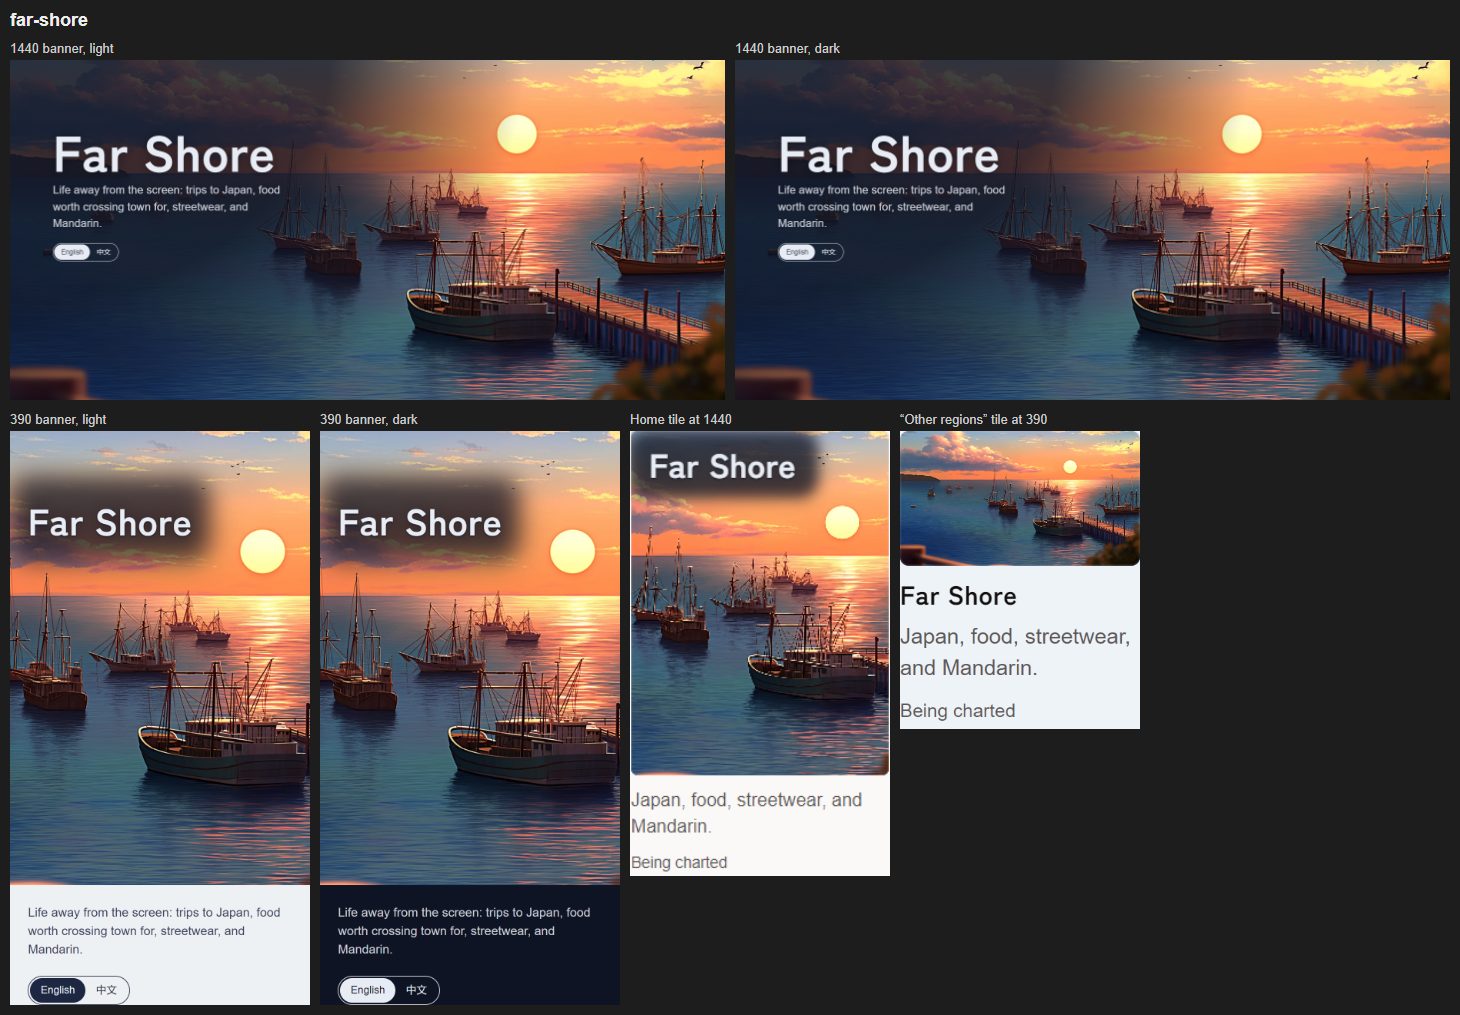 far-shore
1440 banner, light
1440 banner, dark
Far Shore
Life away from the screen: trips to Japan, food
worth crossing town for, streetwear, and
Mandarin.
English 中文
Far Shore
Life away from the screen: trips to Japan, food
worth crossing town for, streetwear, and
Mandarin.
English 中文
390 banner, light
390 banner, dark
Home tile at 1440
“Other regions” tile at 390
Far Shore
Life away from the screen: trips to Japan, food
worth crossing town for, streetwear, and
Mandarin.
English 中文
Far Shore
Life away from the screen: trips to Japan, food
worth crossing town for, streetwear, and
Mandarin.
English 中文
Far Shore
Japan, food, streetwear, and
Mandarin.
Being charted
Far Shore
Japan, food, streetwear,
and Mandarin.
Being charted